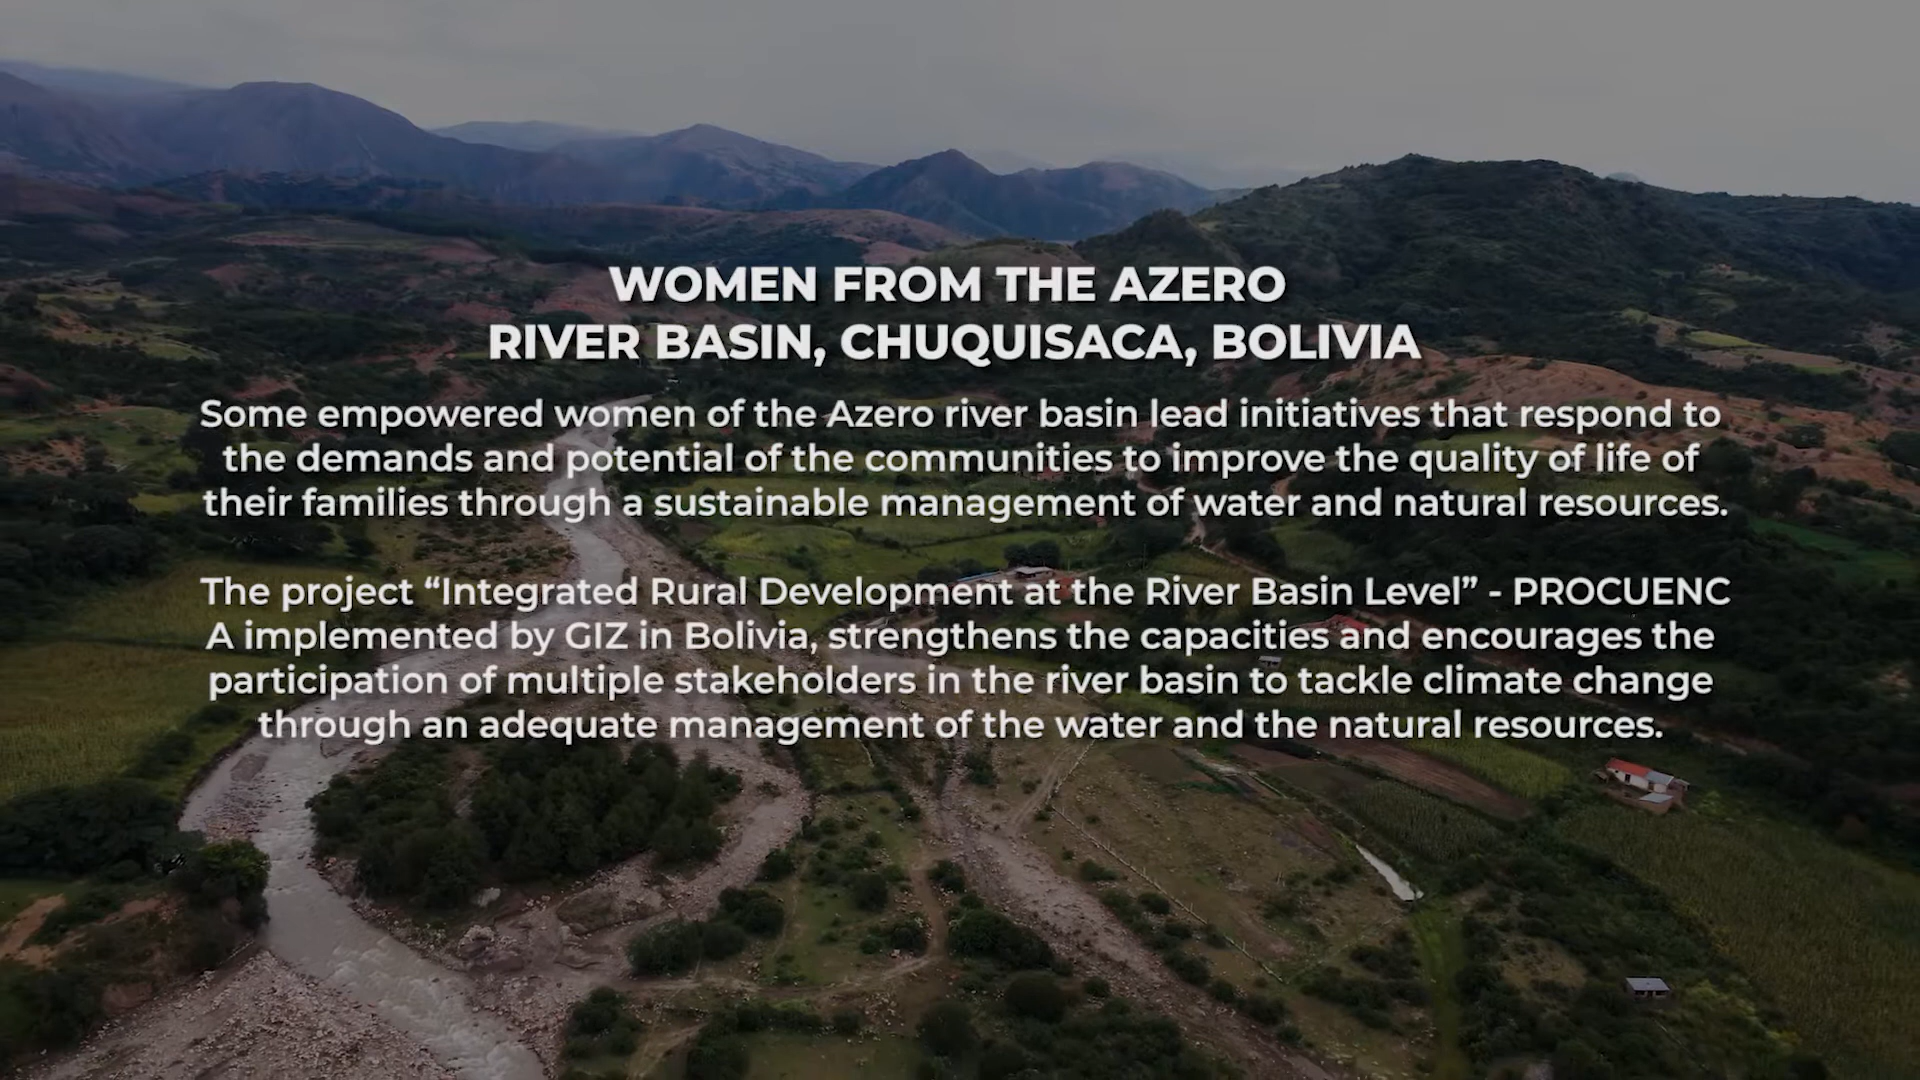 WOMEN FROM THE AZERO
RIVER BASIN, CHUQUISACA, BOLIVIA
Some empowered women of the Azero river basin lead initiatives that respond to
the demands and potential of the communities to improve the quality of life of
their families through a sustainable management of water and natural resources.
The project “Integrated Rural Development at the River Basin Level” - PROCUENC
A implemented by GIZ in Bolivia, strengthens the capacities and encourages the
participation of multiple stakeholders in the river basin to tackle climate change
through an adequate management of the water and the natural resources.